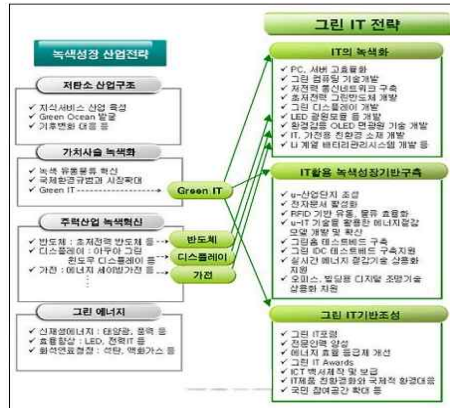 녹색성장 산업전략
저탄소 산업구조
✓ 지식서비스 산업 육성
✓ Green Ocean 발굴
✓ 기후변화 대응 등
가치사슬 녹색화
✓ 녹색 유통물류 혁신
✓ 국제환경규범과 시장확대
✓ Green IT
주력산업 녹색혁신
✓ 반도체 : 초저전력 반도체 등
✓ 디스플레이 : 아쿠아 그린
윈도우 디스플레이 등
✓ 가전 : 에너지 세이빙가전 등
그린 에너지
✓ 신재생에너지 : 태양광, 풍력 등
✓ 효율향상 : LED, 전력IT 등
✓ 화석연료청정 : 석탄, 액화가스 등
Green IT
반도체
디스플레이
가전
그린 IT 전략
IT의 녹색화
✓ PC, 서버 고효율화
✓ 그린 컴퓨팅 기술개발
✓ 저전력 통신네트워크 구축
✓ 초저전력 그린반도체 개발
✓ 그린 디스플레이 개발
✓ LED 광원모듈 등 개발
✓ 환경감응 OLED 면광원 기술 개발
✓ IT, 가전용 친환경 소재 개발
✓ Li 계열 배터리관리시스템 개발 등
IT활용 녹색성장기반구축
✓ u-산업단지 조성
✓ 전자문서 활성화
✓ RFID 기반 유통, 물류 효율화
✓ u-IT 기술을 활용한 에너지절감
모델 개발 및 확산
✓ 그린홈 테스트베드 구축
✓ 그린 IDC 테스트베드 구축지원
✓ 실시간 에너지 절감기술 상용화
지원
✓ 오피스, 빌딩용 디지털 조명기술
상용화 지원
그린 IT기반조성
✓ 그린 IT포럼
✓ 전문인력 양성
✓ 에너지 효율 등급제 개선
✓ 그린 IT Awards
✓ ICT 백서제작 및 보급
✓ IT제품 친환경화와 국제적 환경대응
✓ 국민 참여공간 확대 등